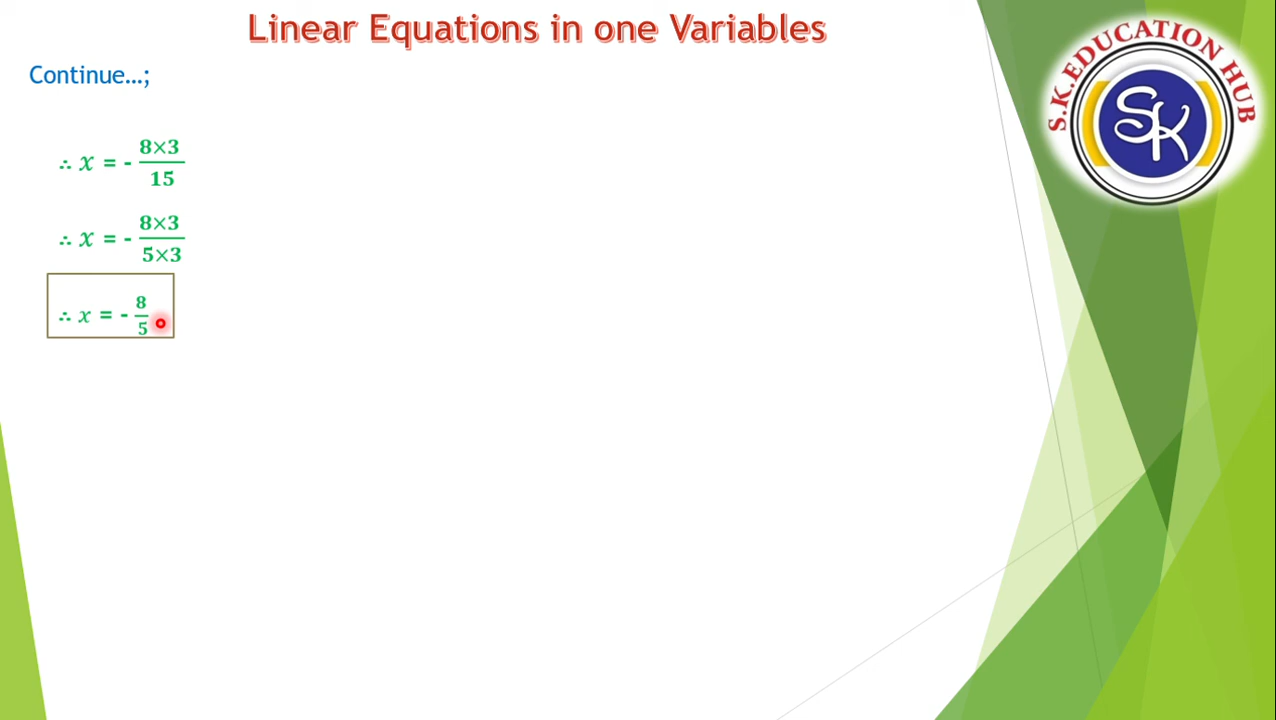 Linear Equations in one Variables
Continue...;
∴ x = - 8×3/15
∴ x = - 8×3/5×3
∴ x = - 8/5
S.K.EDUCATION HUB
SK